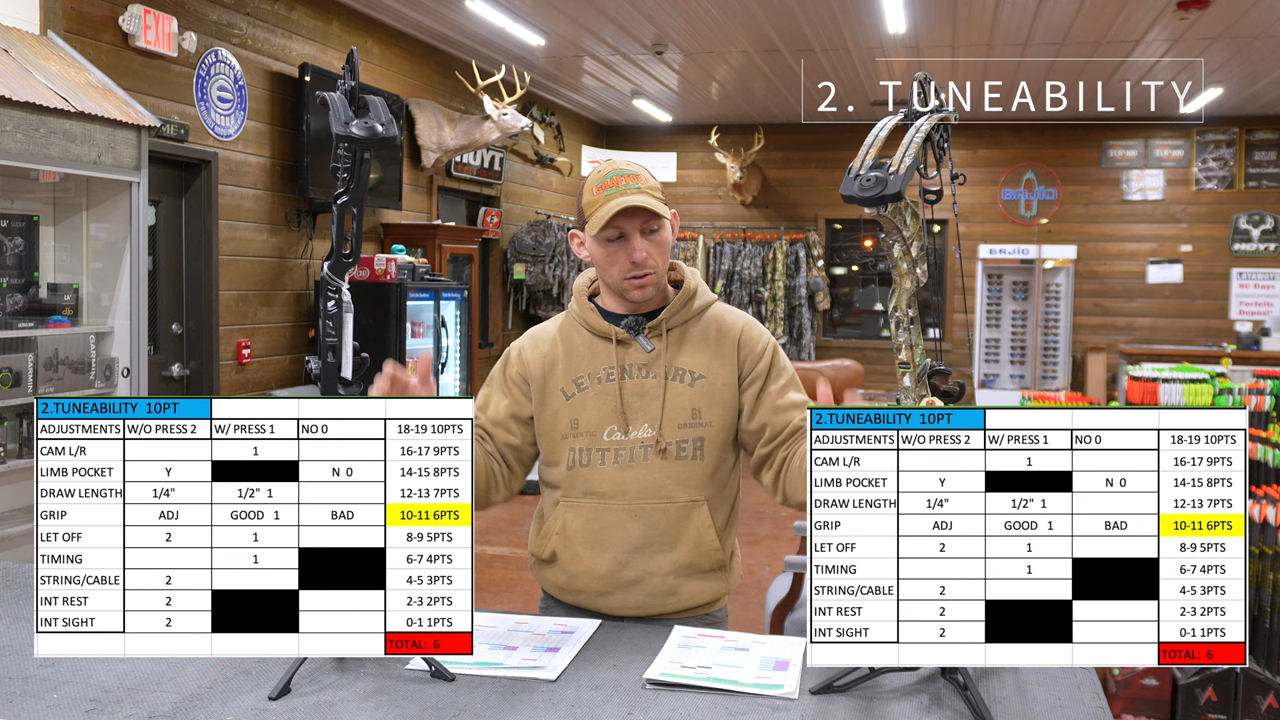 2. TUNEABILITY
EXIT
HOYT
BAJÍO
BAJÍO
HOYT
LAYAWAYS
90 Days
Forfeits
Deposit
GARMIN
GARMIN
LEGENDARY
19 61
AUTHENTIC ORIGINAL
Cabela's
OUTFITTER
2.TUNEABILITY 10PT
ADJUSTMENTS W/O PRESS 2 W/ PRESS 1 NO 0 18-19 10PTS
CAM L/R 1 16-17 9PTS
LIMB POCKET Y N 0 14-15 8PTS
DRAW LENGTH 1/4" 1/2" 1 12-13 7PTS
GRIP ADJ GOOD 1 BAD 10-11 6PTS
LET OFF 2 1 8-9 5PTS
TIMING 1 6-7 4PTS
STRING/CABLE 2 4-5 3PTS
INT REST 2 2-3 2PTS
INT SIGHT 2 0-1 1PTS
TOTAL: 6
2.TUNEABILITY 10PT
ADJUSTMENTS W/O PRESS 2 W/ PRESS 1 NO 0 18-19 10PTS
CAM L/R 1 16-17 9PTS
LIMB POCKET Y N 0 14-15 8PTS
DRAW LENGTH 1/4" 1/2" 1 12-13 7PTS
GRIP ADJ GOOD 1 BAD 10-11 6PTS
LET OFF 2 1 8-9 5PTS
TIMING 1 6-7 4PTS
STRING/CABLE 2 4-5 3PTS
INT REST 2 2-3 2PTS
INT SIGHT 2 0-1 1PTS
TOTAL: 6